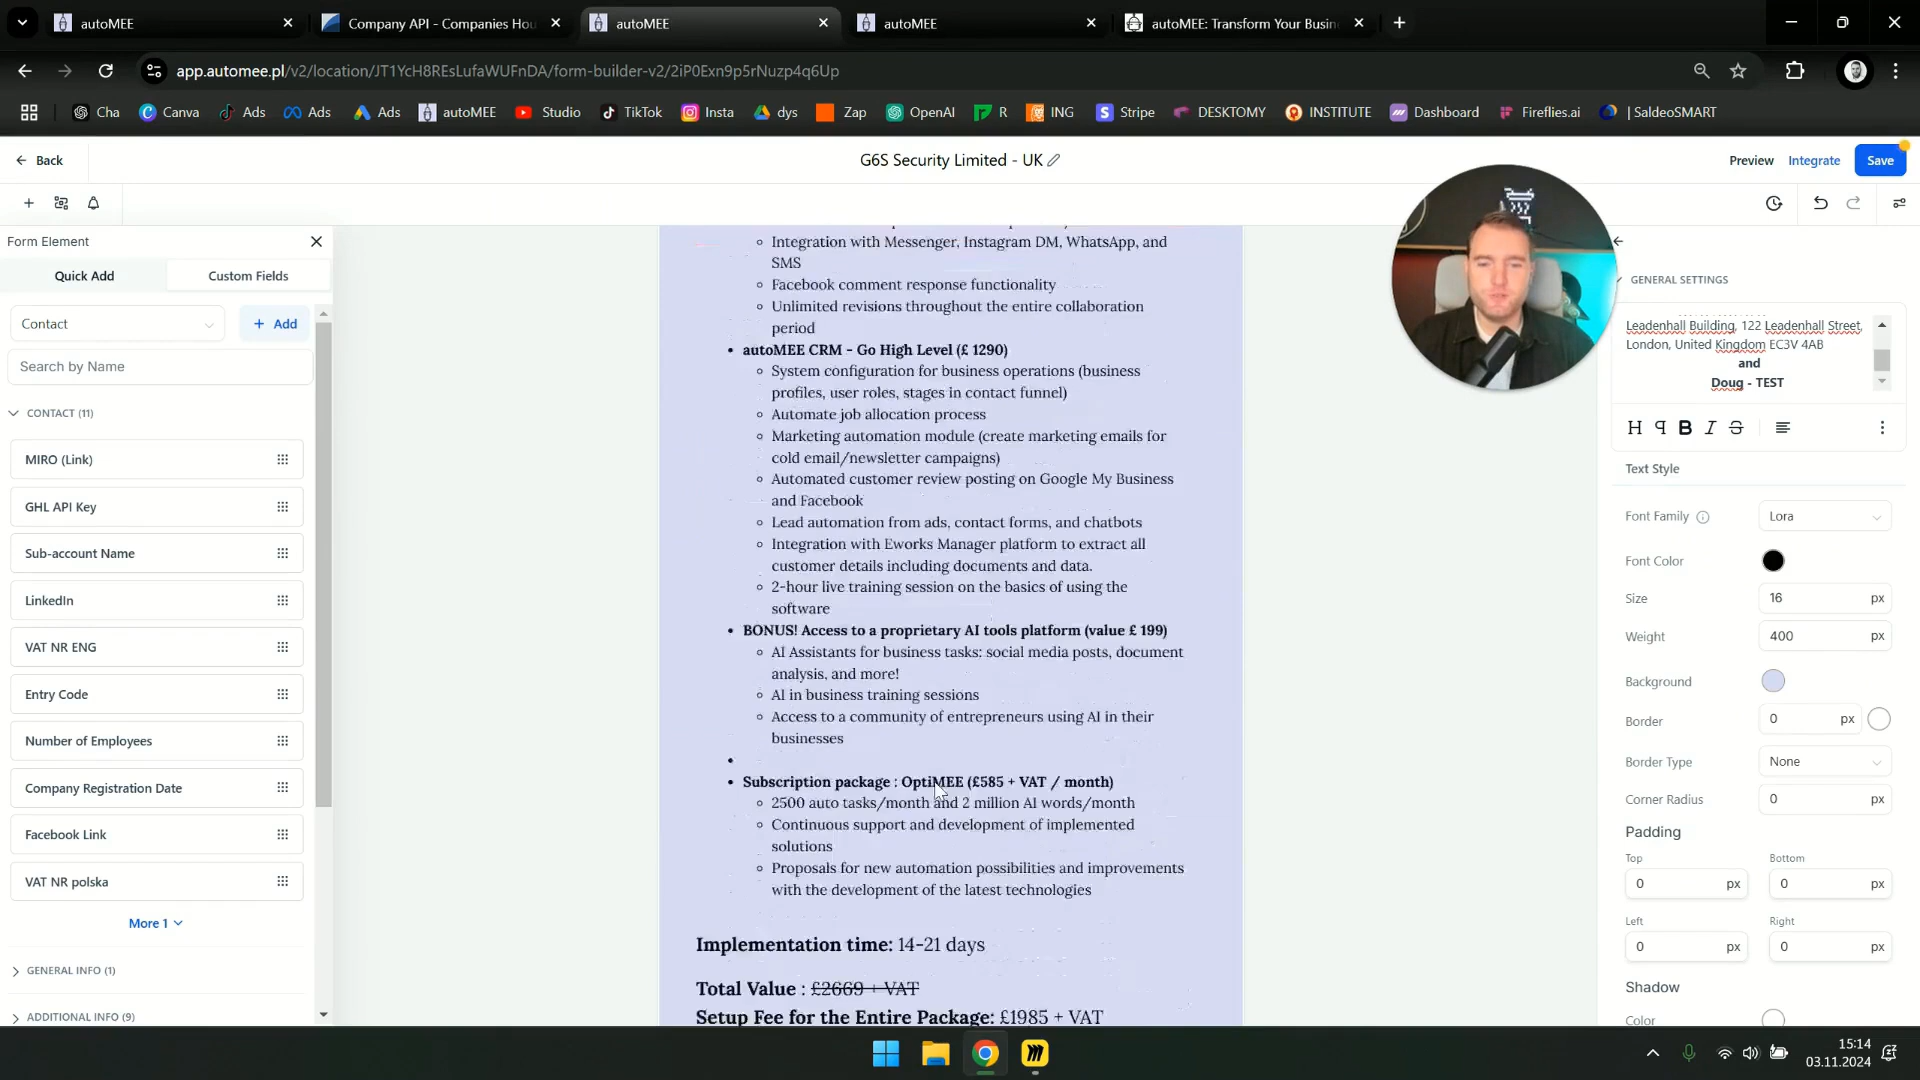 autoMEE
Company API - Companies Hou
autoMEE
autoMEE
autoMEE: Transform Your Busin
app.automee.pl/v2/location/JT1YcH8REsLufaWUFnDA/form-builder-v2/2iP0Exn9p5rNuzp4q6Up
Cha
Canva
Ads
Ads
Ads
autoMEE
Studio
TikTok
Insta
dys
Zap
OpenAI
R
ING
Stripe
DESKTOMY
INSTITUTE
Dashboard
Fireflies.ai
| SaldeoSMART
Back
G6S Security Limited - UK
Preview
Integrate
Save
Form Element
Quick Add
Custom Fields
Contact
+ Add
Search by Name
CONTACT (11)
MIRO (Link)
GHL API Key
Sub-account Name
LinkedIn
VAT NR ENG
Entry Code
Number of Employees
Company Registration Date
Facebook Link
VAT NR polska
More 1
GENERAL INFO (1)
ADDITIONAL INFO (9)
Integration with Messenger, Instagram DM, WhatsApp, and
SMS
Facebook comment response functionality
Unlimited revisions throughout the entire collaboration
period
autoMEE CRM - Go High Level (£ 1290)
System configuration for business operations (business
profiles, user roles, stages in contact funnel)
Automate job allocation process
Marketing automation module (create marketing emails for
cold email/newsletter campaigns)
Automated customer review posting on Google My Business
and Facebook
Lead automation from ads, contact forms, and chatbots
Integration with Eworks Manager platform to extract all
customer details including documents and data.
2-hour live training session on the basics of using the
software
BONUS! Access to a proprietary AI tools platform (value £ 199)
AI Assistants for business tasks: social media posts, document
analysis, and more!
AI in business training sessions
Access to a community of entrepreneurs using AI in their
businesses
Subscription package : OptiMEE (£585 + VAT / month)
2500 auto tasks/month and 2 million AI words/month
Continuous support and development of implemented
solutions
Proposals for new automation possibilities and improvements
with the development of the latest technologies
Implementation time: 14-21 days
Total Value : £2669 + VAT
Setup Fee for the Entire Package: £1985 + VAT
GENERAL SETTINGS
Leadenhall Building, 122 Leadenhall Street,
London, United Kingdom EC3V 4AB
and
Doug - TEST
H
B I S
Text Style
Font Family
Lora
Font Color
Size
16 px
Weight
400 px
Background
Border
0 px
Border Type
None
Corner Radius
0 px
Padding
Top
Bottom
0 px
0 px
Left
Right
0 px
0 px
Shadow
Color
15:14
03.11.2024